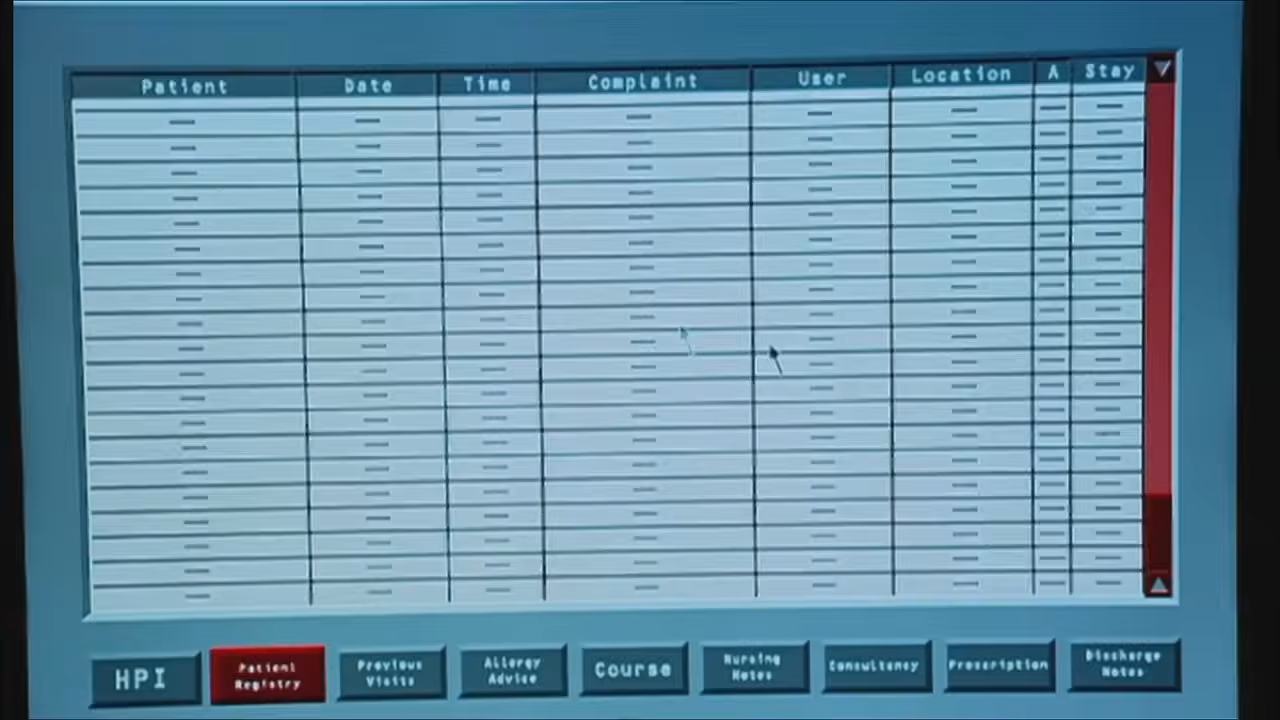 Patient Date Time Complaint User Location A Stay
HPI
Patient
Registry
Previous
Visits
Allergy
Advice
Course
Nursing
Notes
Consultancy
Prescription
Discharge
Notes